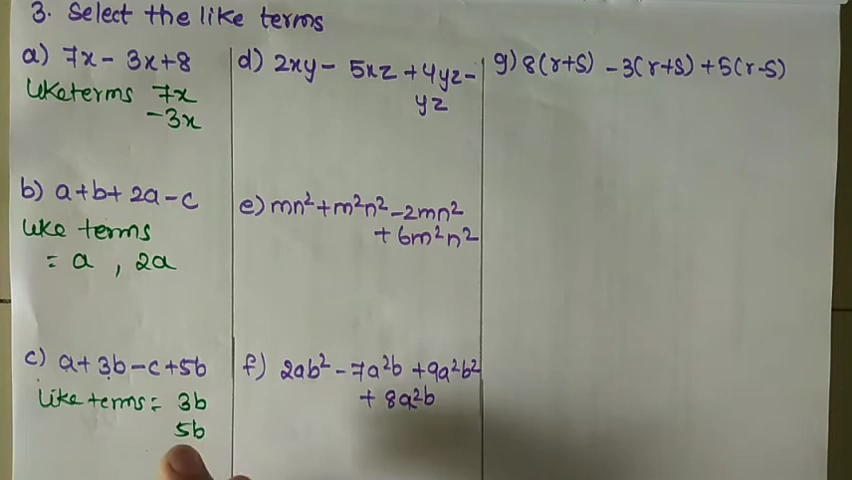 3. Select the like terms
a) 7x - 3x + 8
like terms 7x
-3x
b) a + b + 2a - c
like terms
= a , 2a
c) a + 3b - c + 5b
like terms = 3b
5b
d) 2xy - 5xz + 4yz -
yz
e) mn² + m²n² - 2mn²
+ 6m²n²
f) 2ab² - 7a²b + 9a²b²
+ 8a²b
g) 8(r+s) - 3(r+s) + 5(r-s)